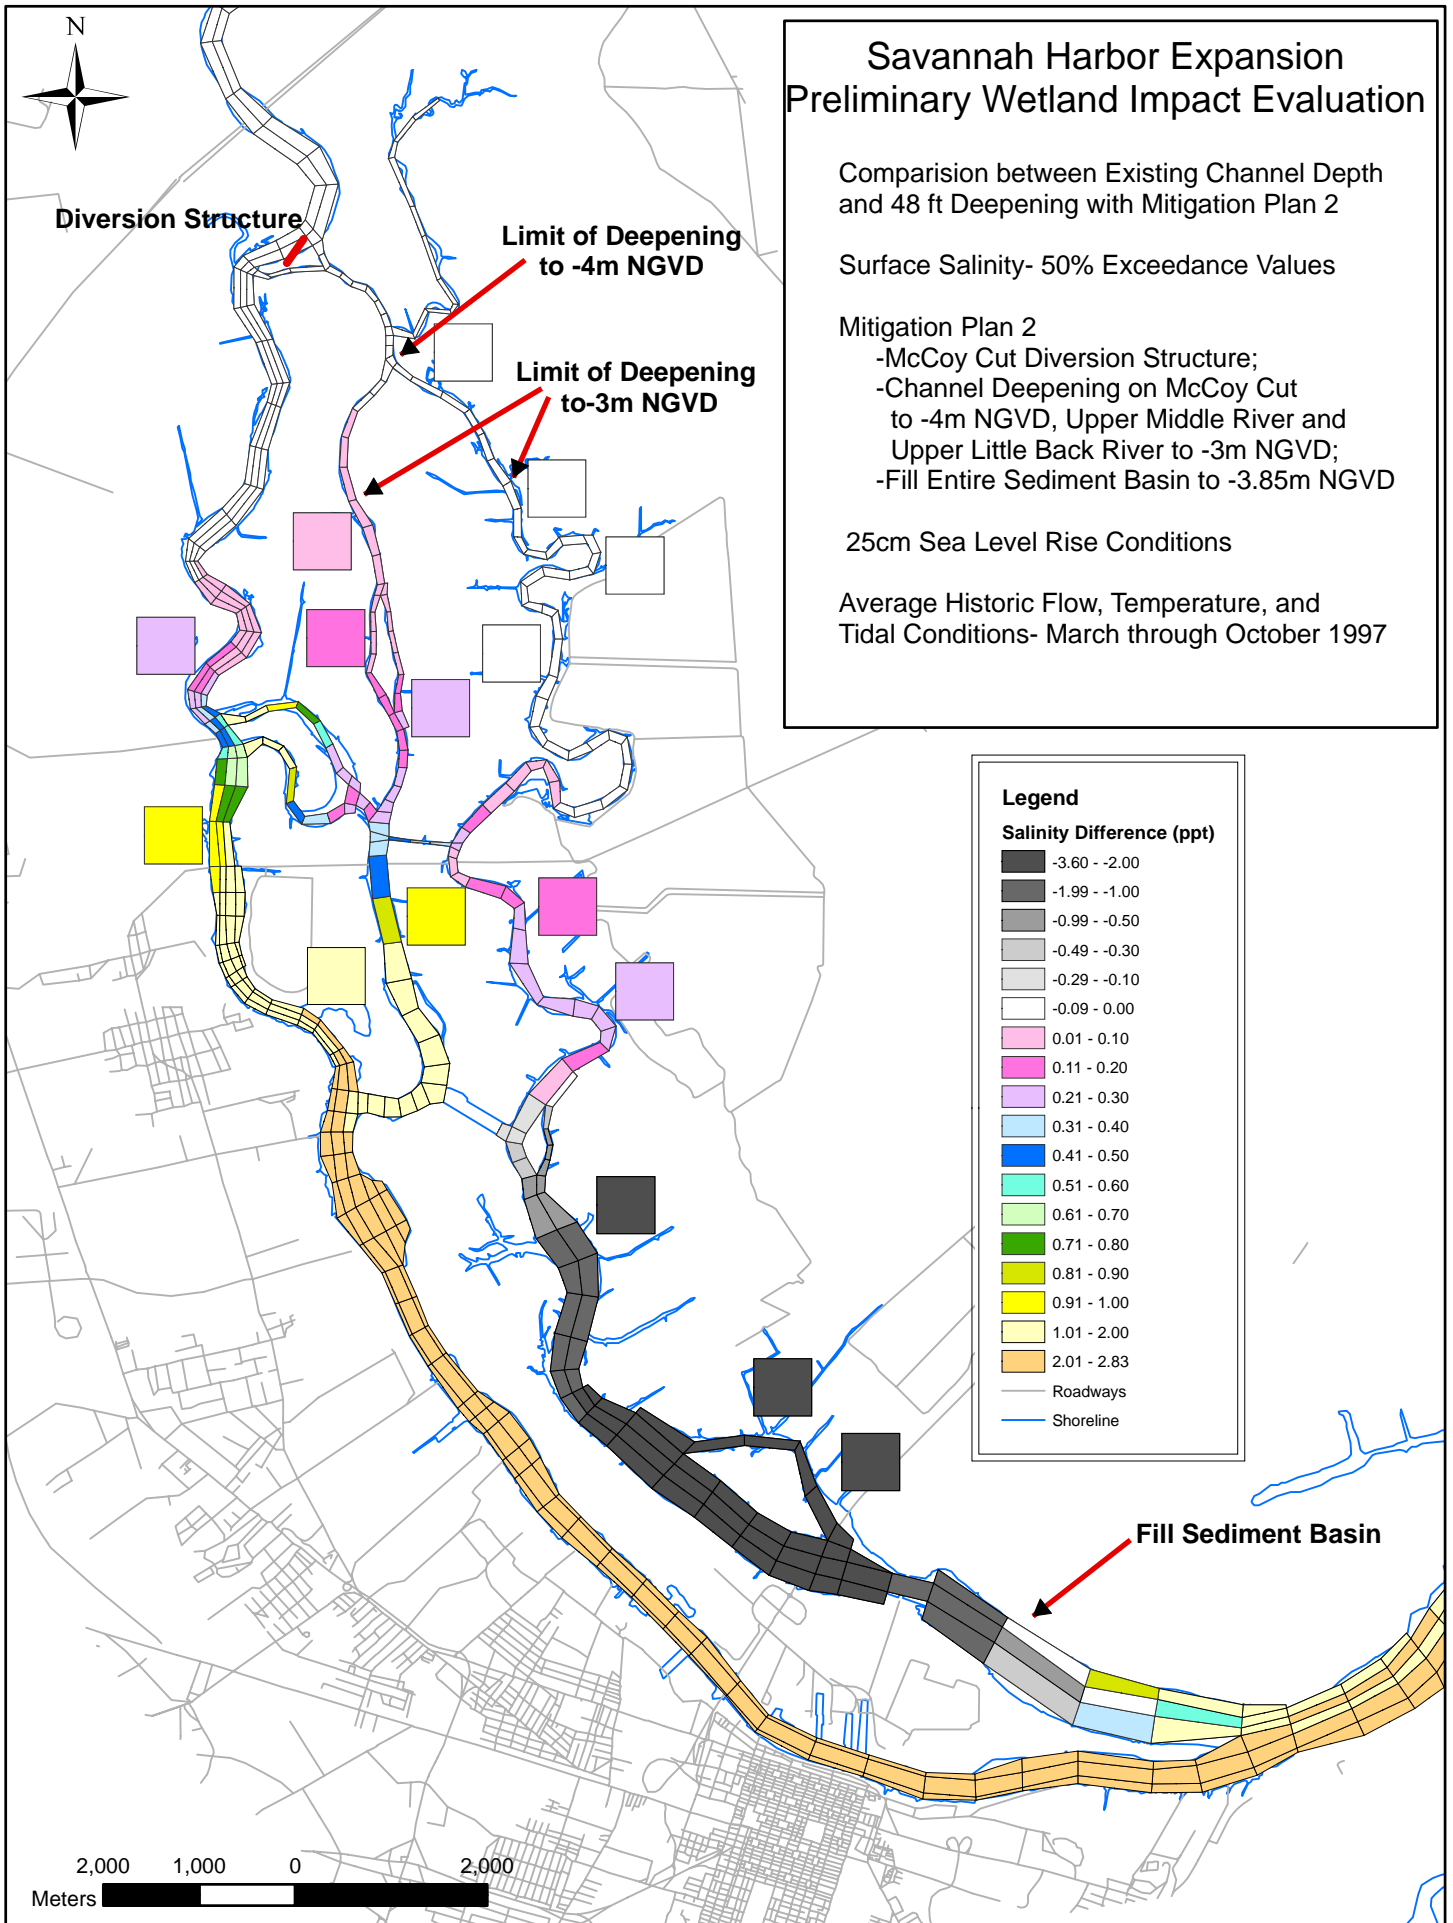 N
Savannah Harbor Expansion
Preliminary Wetland Impact Evaluation
Comparision between Existing Channel Depth
and 48 ft Deepening with Mitigation Plan 2
Surface Salinity- 50% Exceedance Values
Mitigation Plan 2
-McCoy Cut Diversion Structure;
-Channel Deepening on McCoy Cut
to -4m NGVD, Upper Middle River and
Upper Little Back River to -3m NGVD;
-Fill Entire Sediment Basin to -3.85m NGVD
25cm Sea Level Rise Conditions
Average Historic Flow, Temperature, and
Tidal Conditions- March through October 1997
Diversion Structure
Limit of Deepening
to -4m NGVD
Limit of Deepening
to-3m NGVD
Legend
Salinity Difference (ppt)
-3.60 - -2.00
-1.99 - -1.00
-0.99 - -0.50
-0.49 - -0.30
-0.29 - -0.10
-0.09 - 0.00
0.01 - 0.10
0.11 - 0.20
0.21 - 0.30
0.31 - 0.40
0.41 - 0.50
0.51 - 0.60
0.61 - 0.70
0.71 - 0.80
0.81 - 0.90
0.91 - 1.00
1.01 - 2.00
2.01 - 2.83
Roadways
Shoreline
Fill Sediment Basin
2,000 1,000 0 2,000
Meters